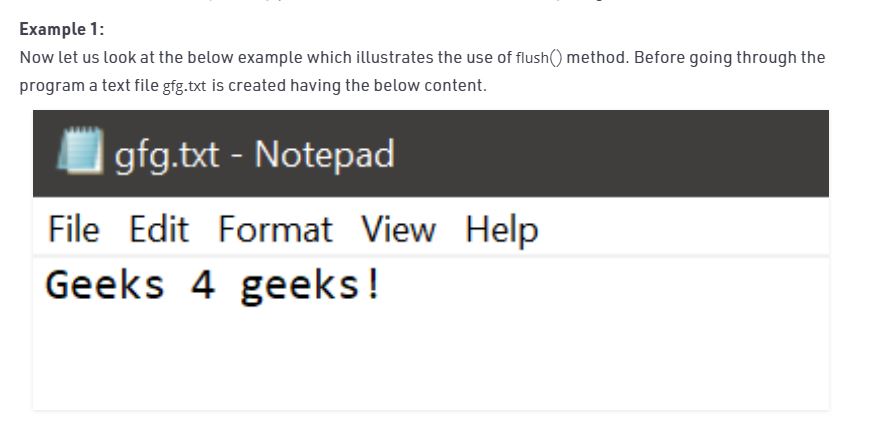 Example 1:
Now let us look at the below example which illustrates the use of flush() method. Before going through the
program a text file gfg.txt is created having the below content.
gfg.txt - Notepad
File Edit Format View Help
Geeks 4 geeks!